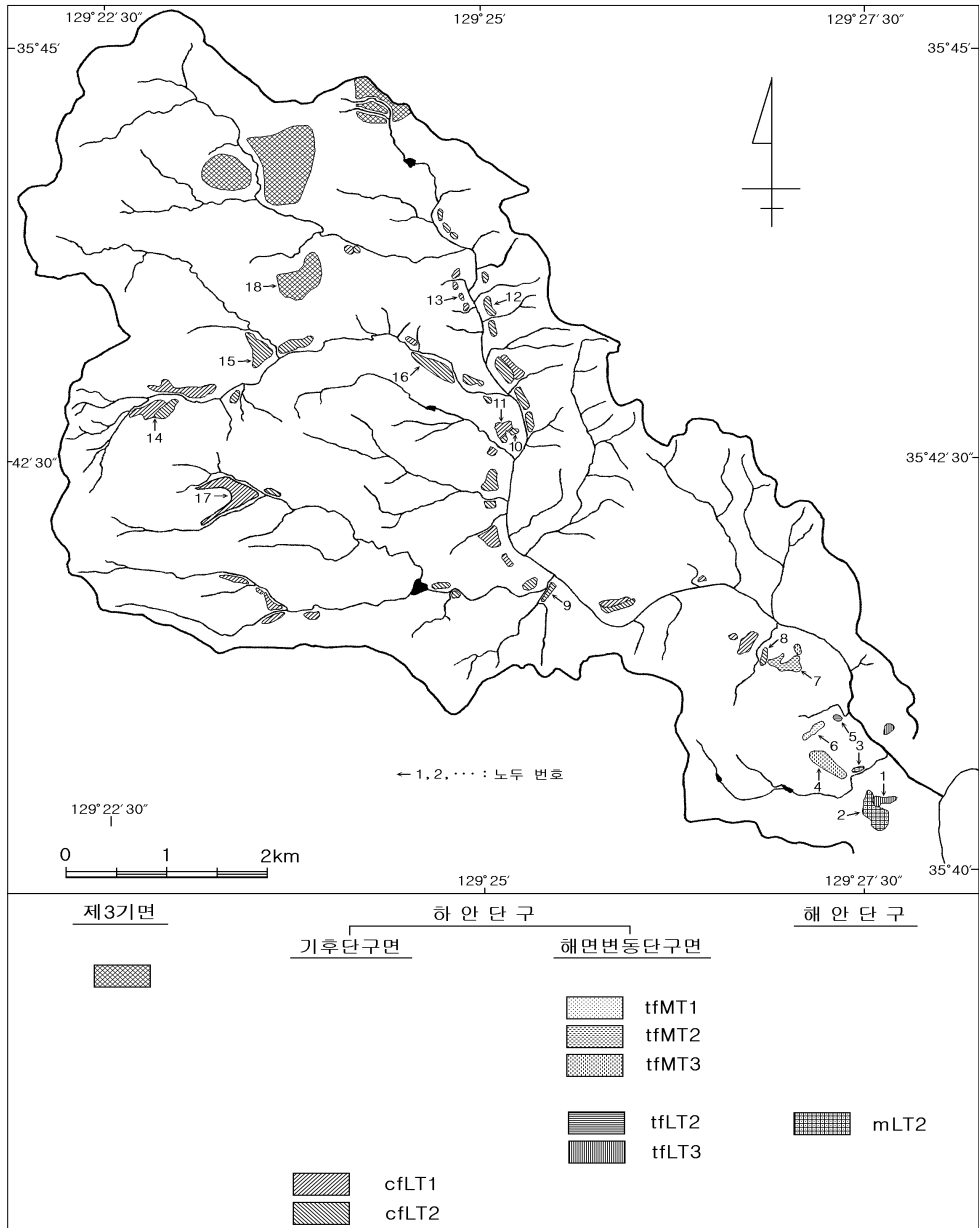 129° 22′ 30″ 129° 25′ 129° 27′ 30″
35° 45′ 35° 45′
18
13 12
15
16
11
10
14
42′ 30″ 35° 42′ 30″
17
9
8
7
5
6
3
4
1
2
←1,2,··· : 노두 번호
129° 22′ 30″
0 1 2km
35° 40′
129° 25′ 129° 27′ 30″
제3기면 하 안 단 구 해 안 단 구
기후단구면 해면변동단구면
tfMT1
tfMT2
tfMT3
tfLT2 mLT2
tfLT3
cfLT1
cfLT2